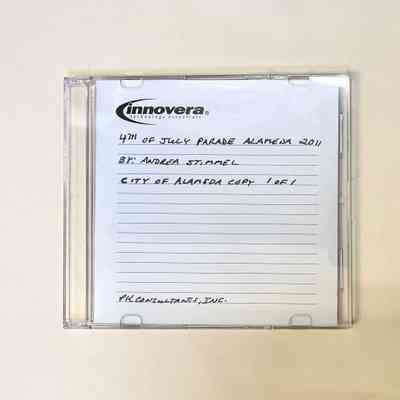 innovera®
technology essentials
4TH OF JULY PARADE ALAMEDA 2011
BY: ANDREA STIMMEL
CITY OF ALAMEDA COPY 1 OF 1
PK CONSULTANTS, INC.